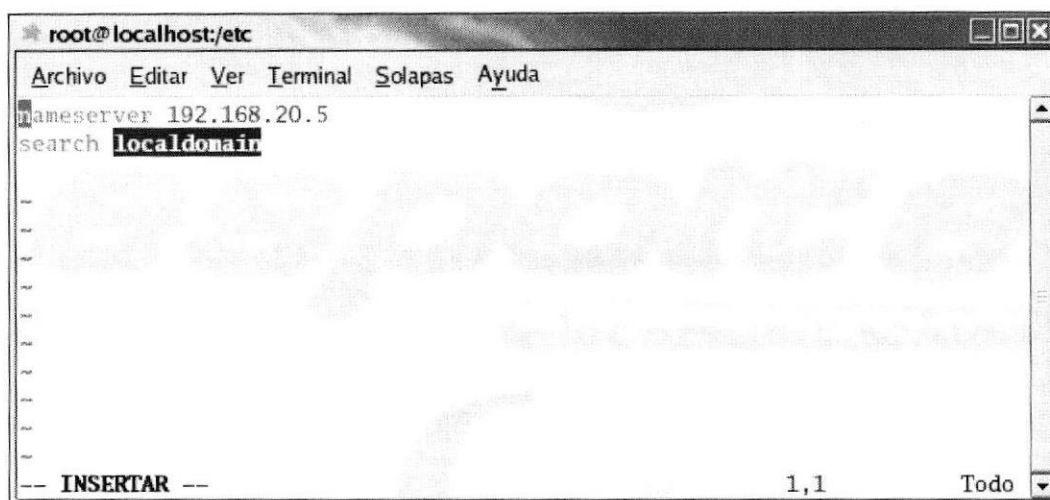 root@localhost:/etc
Archivo Editar Ver Terminal Solapas Ayuda
nameserver 192.168.20.5
search localdomain
~
~
~
~
~
~
~
~
~
~
-- INSERTAR -- 1,1 Todo